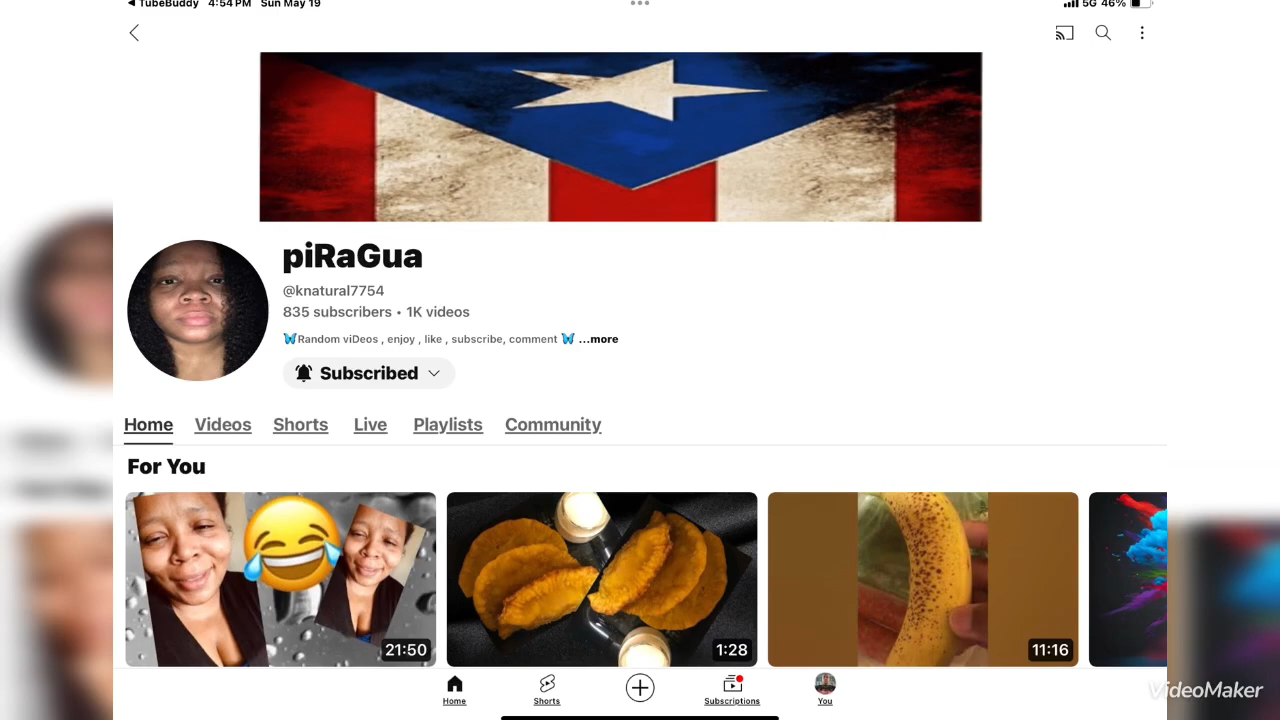 TubeBuddy 4:54 PM Sun May 19 5G 46%
piRaGua
@knatural7754
835 subscribers • 1K videos
🦋Random viDeos , enjoy , like , subscribe, comment 🦋 ...more
Subscribed
Home Videos Shorts Live Playlists Community
For You
21:50 1:28 11:16
Home Shorts Subscriptions You
VideoMaker